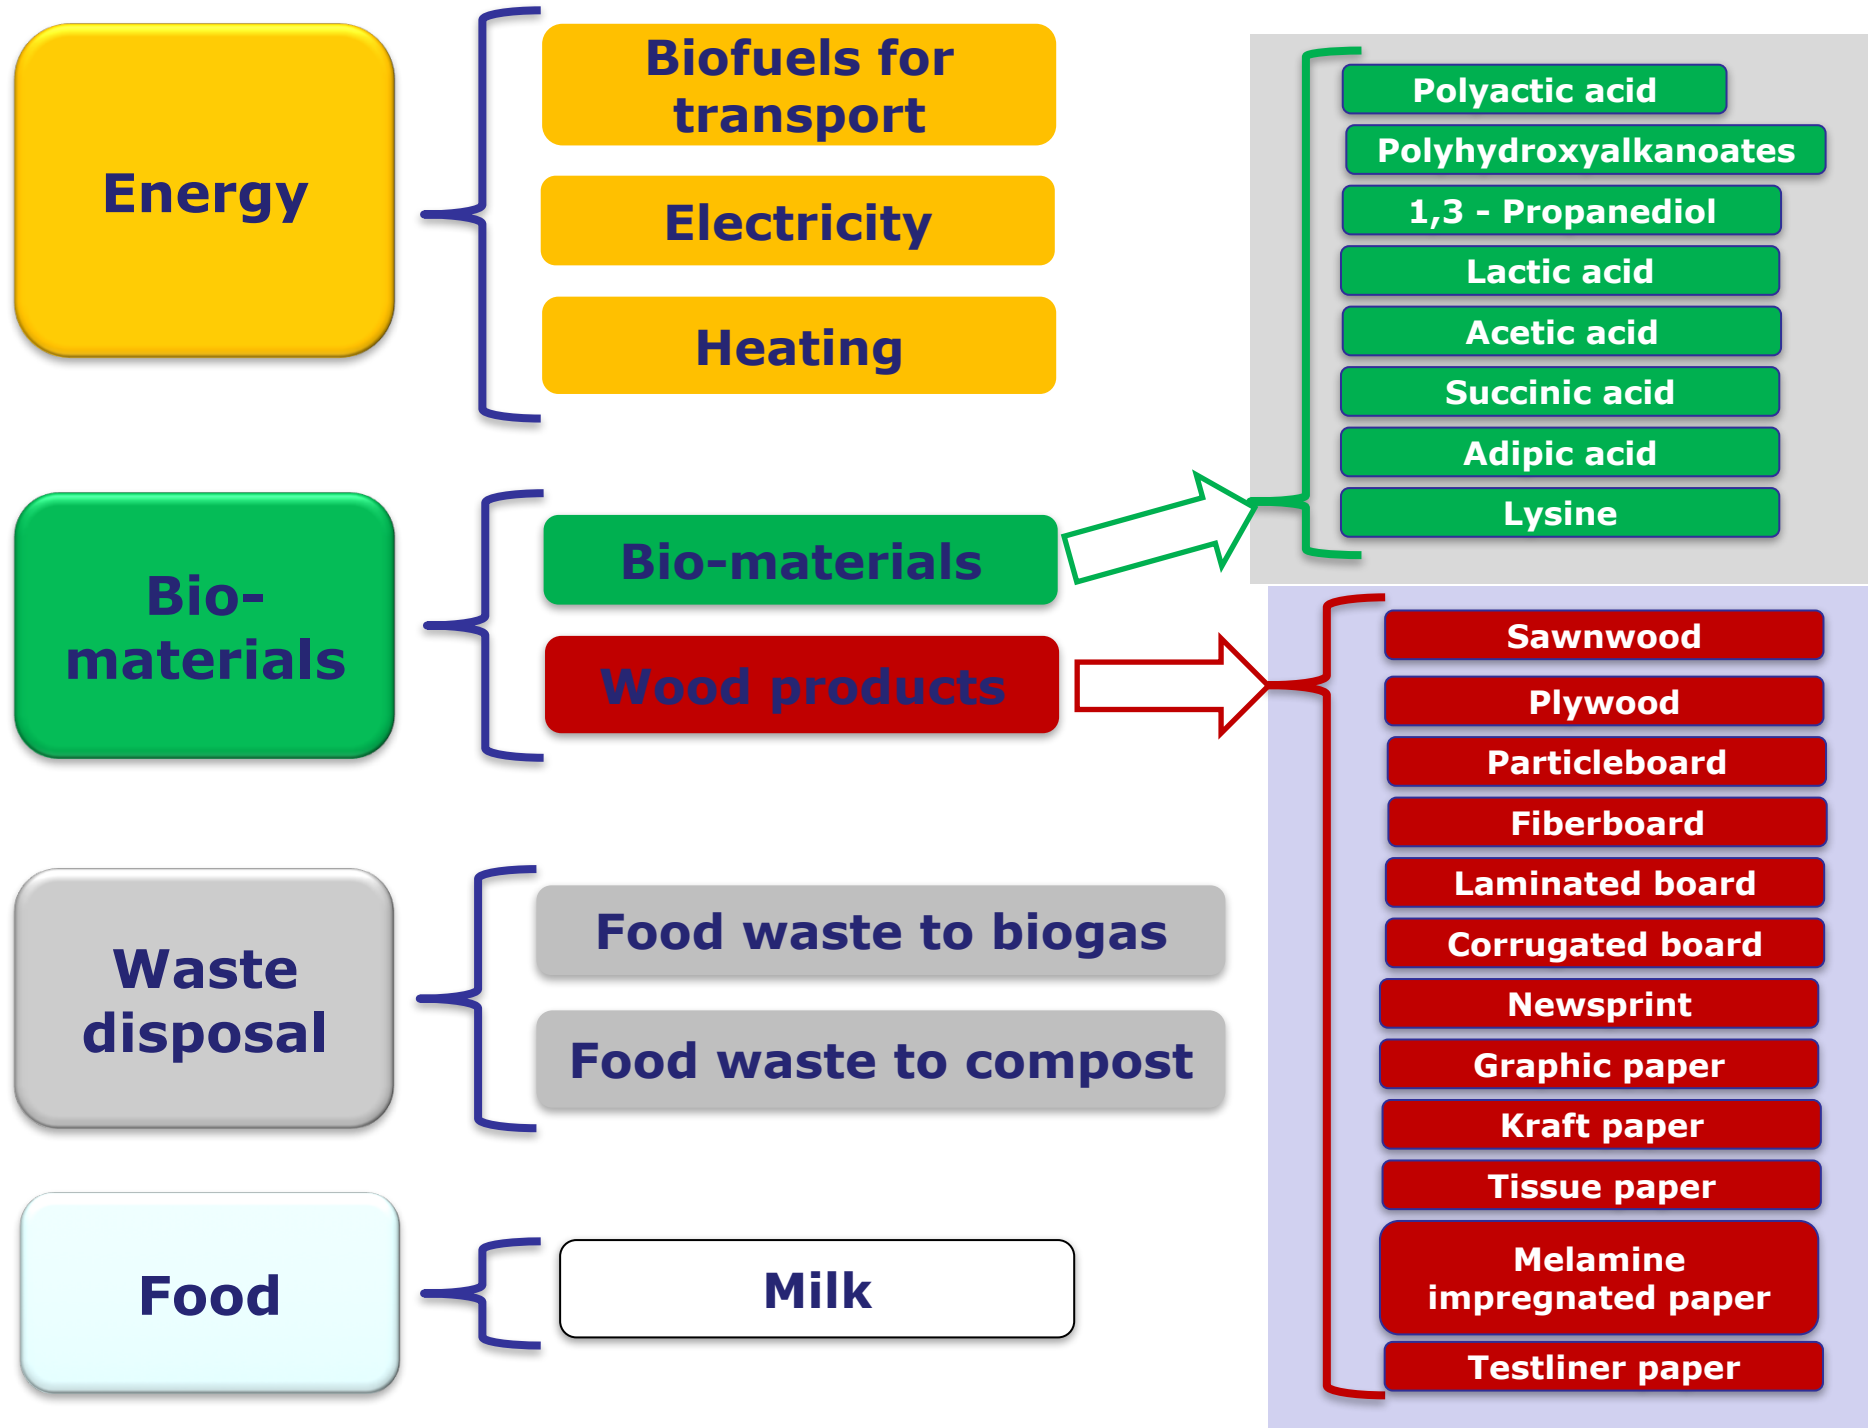 Energy
Biofuels for
transport
Electricity
Heating
Bio-
materials
Bio-materials
Wood products
Polyactic acid
Polyhydroxyalkanoates
1,3 - Propanediol
Lactic acid
Acetic acid
Succinic acid
Adipic acid
Lysine
Sawnwood
Plywood
Particleboard
Fiberboard
Laminated board
Corrugated board
Newsprint
Graphic paper
Kraft paper
Tissue paper
Melamine
impregnated paper
Testliner paper
Waste
disposal
Food waste to biogas
Food waste to compost
Food
Milk